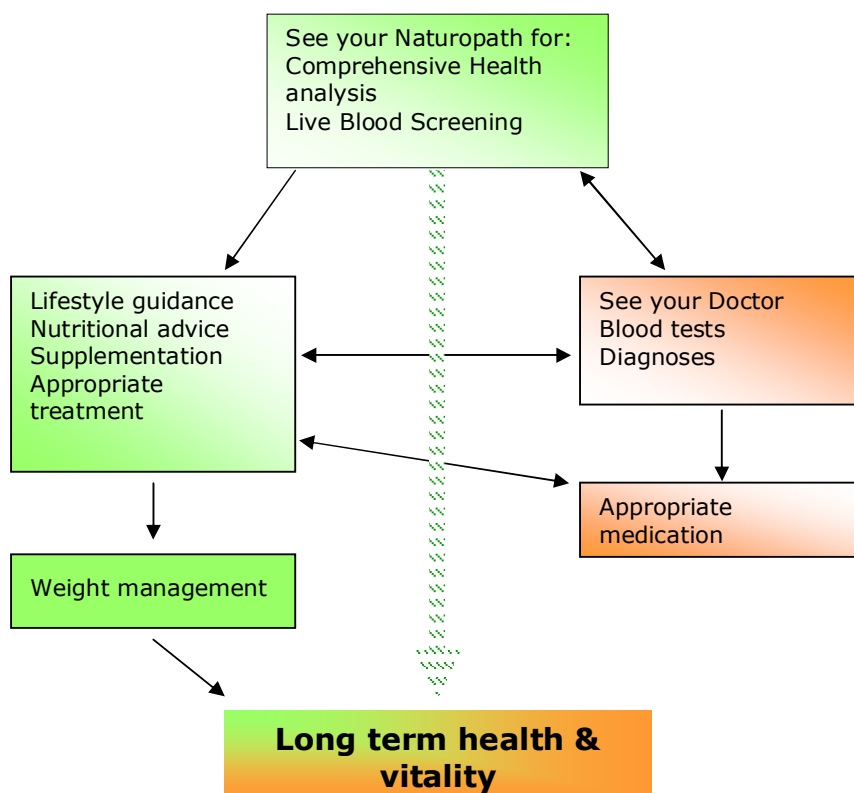 See your Naturopath for:
Comprehensive Health
analysis
Live Blood Screening
Lifestyle guidance
Nutritional advice
Supplementation
Appropriate
treatment
See your Doctor
Blood tests
Diagnoses
Appropriate
medication
Weight management
Long term health &
vitality